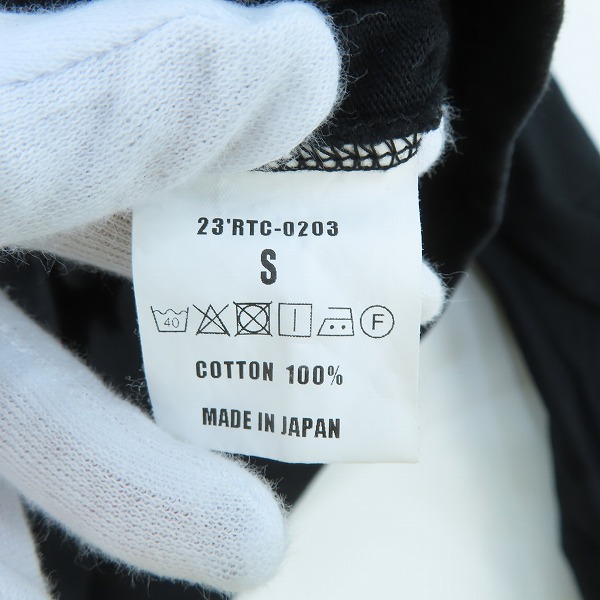 23'RTC-0203
S
40 F
COTTON 100%
MADE IN JAPAN